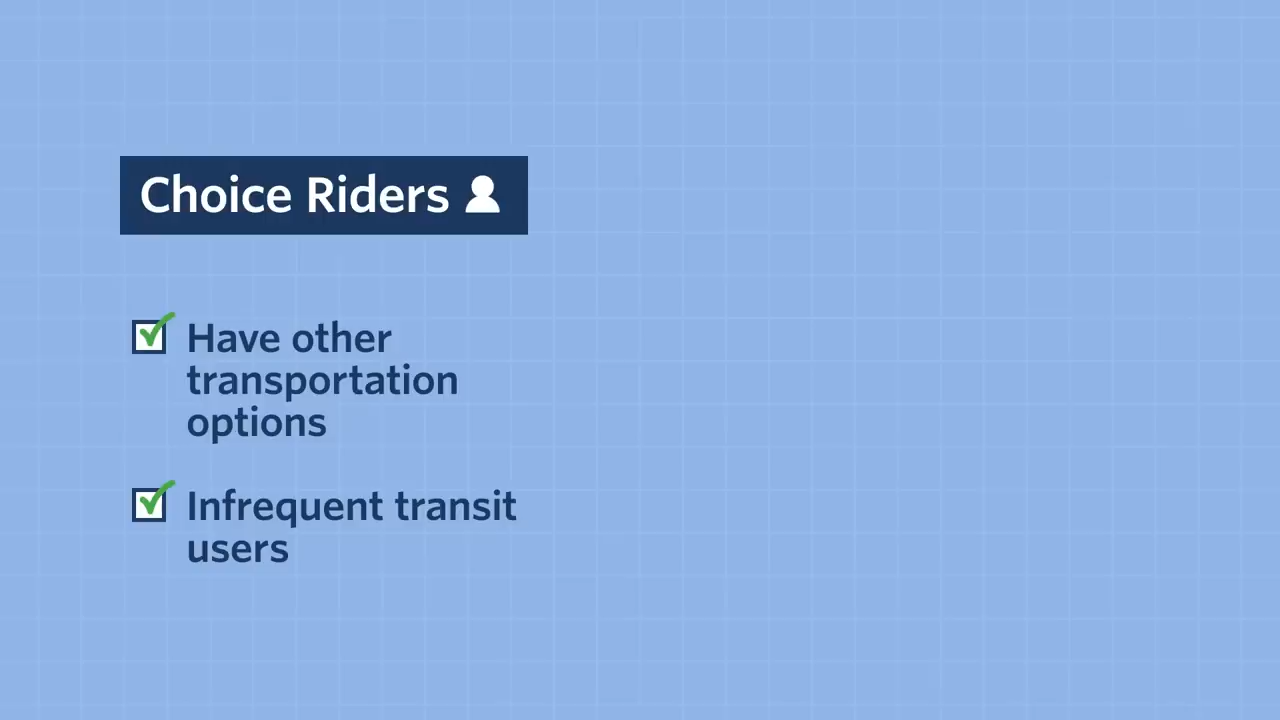 Choice Riders
Have other
transportation
options
Infrequent transit
users